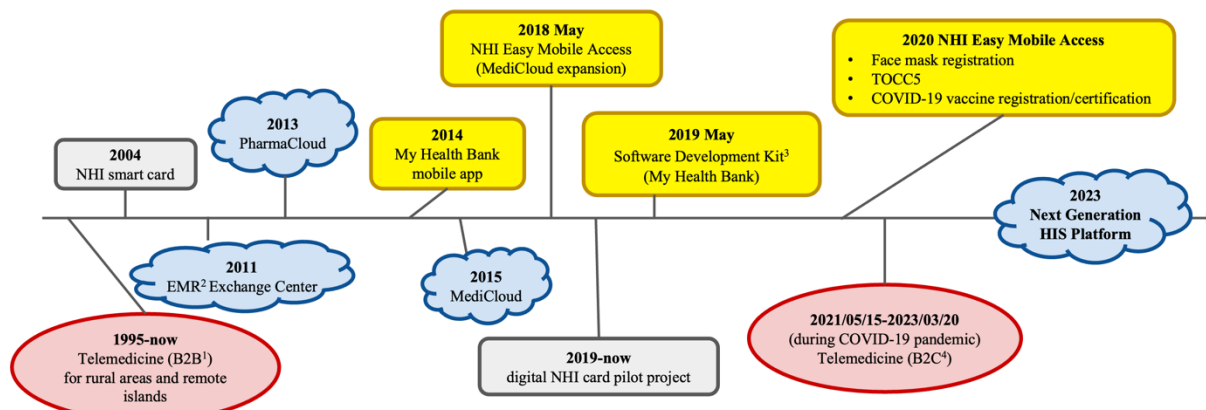 2018 May
NHI Easy Mobile Access
(MediCloud expansion)
2020 NHI Easy Mobile Access
• Face mask registration
• TOCC5
• COVID-19 vaccine registration/certification
2013
PharmaCloud
2004
NHI smart card
2014
My Health Bank
mobile app
2019 May
Software Development Kit³
(My Health Bank)
2023
Next Generation
HIS Platform
2011
EMR² Exchange Center
2015
MediCloud
1995-now
Telemedicine (B2B¹)
for rural areas and remote
islands
2019-now
digital NHI card pilot project
2021/05/15-2023/03/20
(during COVID-19 pandemic)
Telemedicine (B2C⁴)